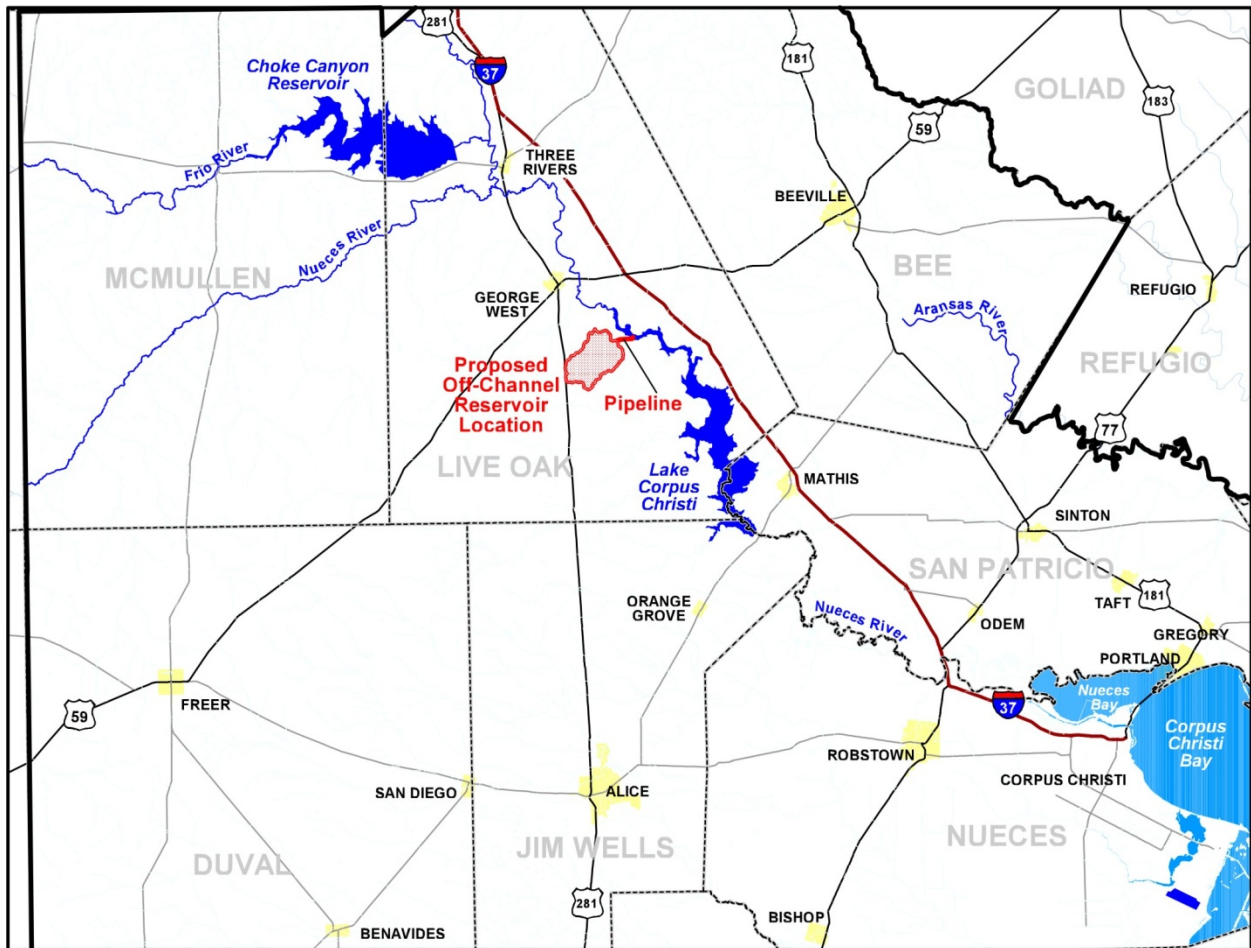 281
37
181
GOLIAD
183
59
Choke Canyon
Reservoir
Frio River
THREE
RIVERS
BEEVILLE
Nueces River
MCMULLEN
BEE
GEORGE
WEST
REFUGIO
Aransas River
REFUGIO
Proposed
Off-Channel
Reservoir
Location
Pipeline
77
LIVE OAK
Lake
Corpus
Christi
MATHIS
SINTON
SAN PATRICIO
TAFT
181
ORANGE
GROVE
Nueces River
ODEM
GREGORY
PORTLAND
Nueces
Bay
37
59
FREER
Corpus
Christi
Bay
ROBSTOWN
CORPUS CHRISTI
SAN DIEGO
ALICE
NUECES
JIM WELLS
DUVAL
281
BISHOP
BENAVIDES